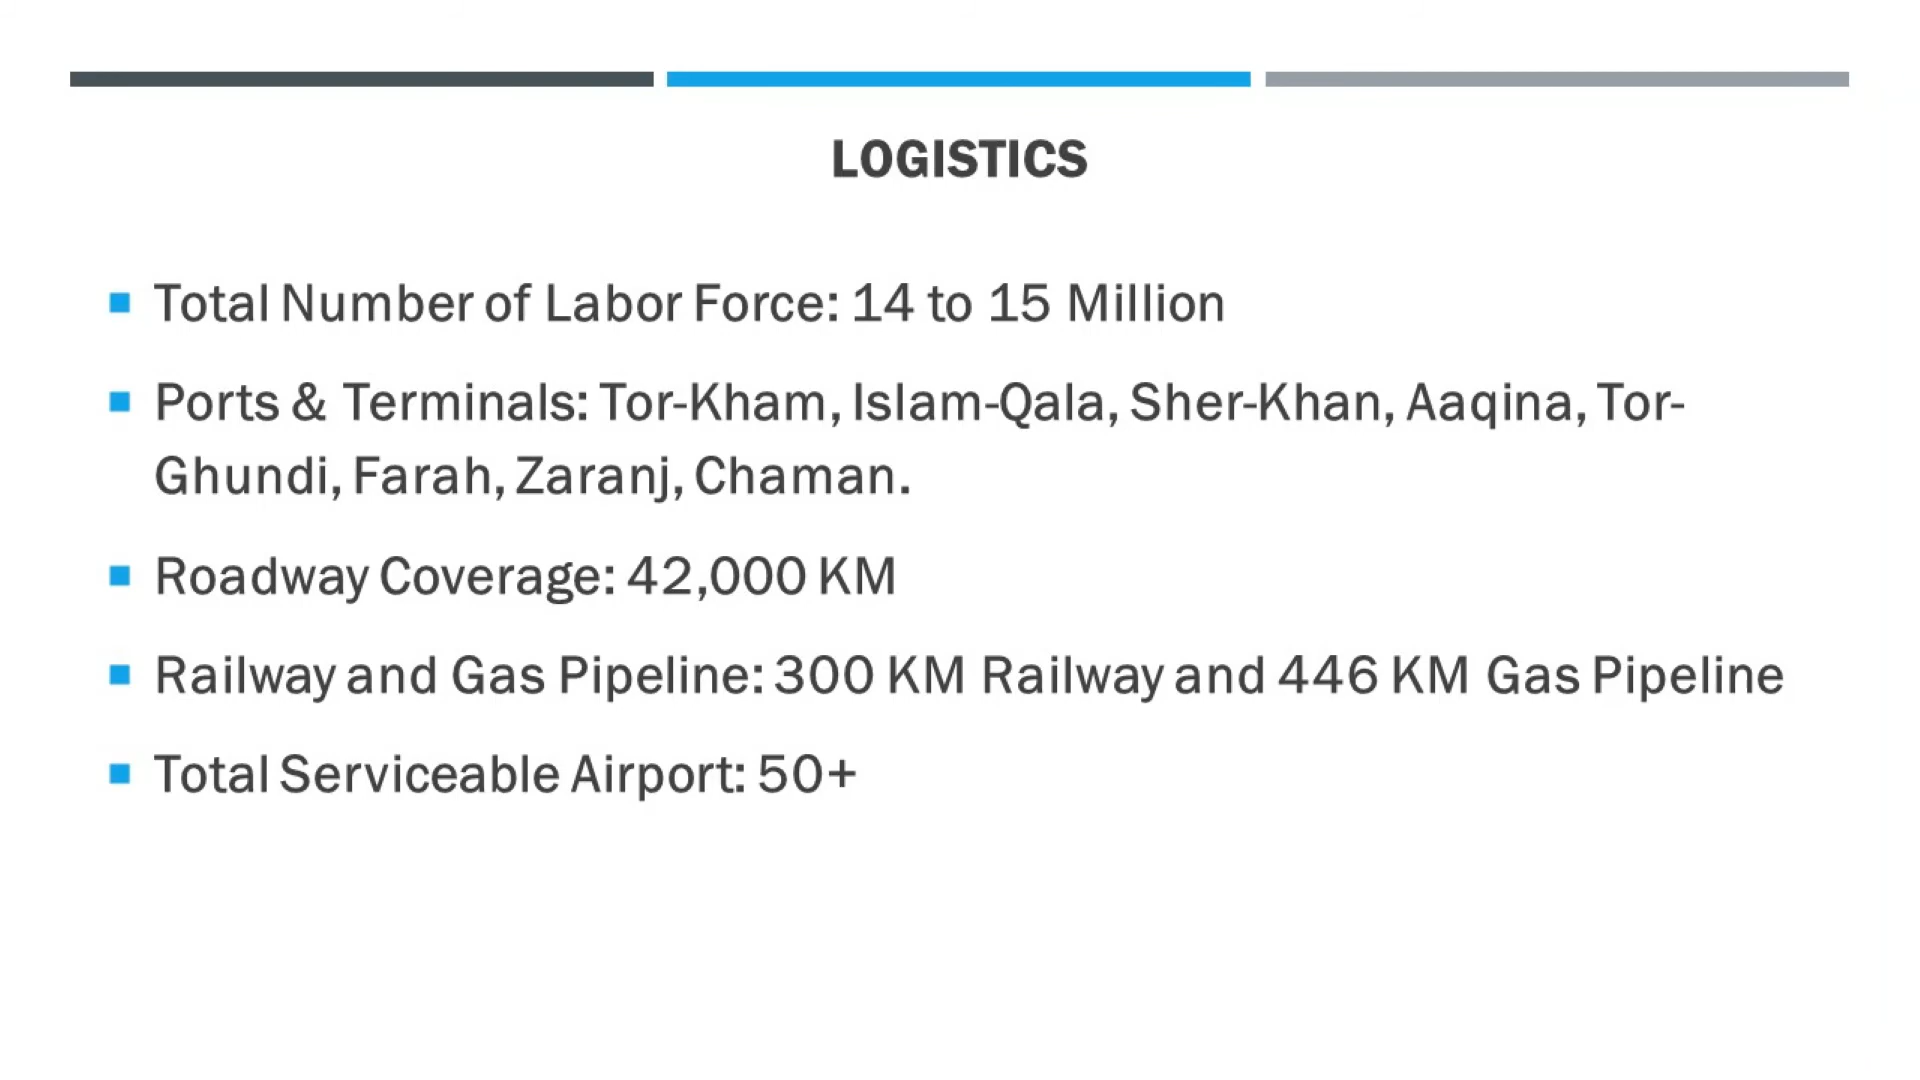 LOGISTICS
Total Number of Labor Force: 14 to 15 Million
Ports & Terminals: Tor-Kham, Islam-Qala, Sher-Khan, Aaqina, Tor-
Ghundi, Farah, Zaranj, Chaman.
Roadway Coverage: 42,000 KM
Railway and Gas Pipeline: 300 KM Railway and 446 KM Gas Pipeline
Total Serviceable Airport: 50+